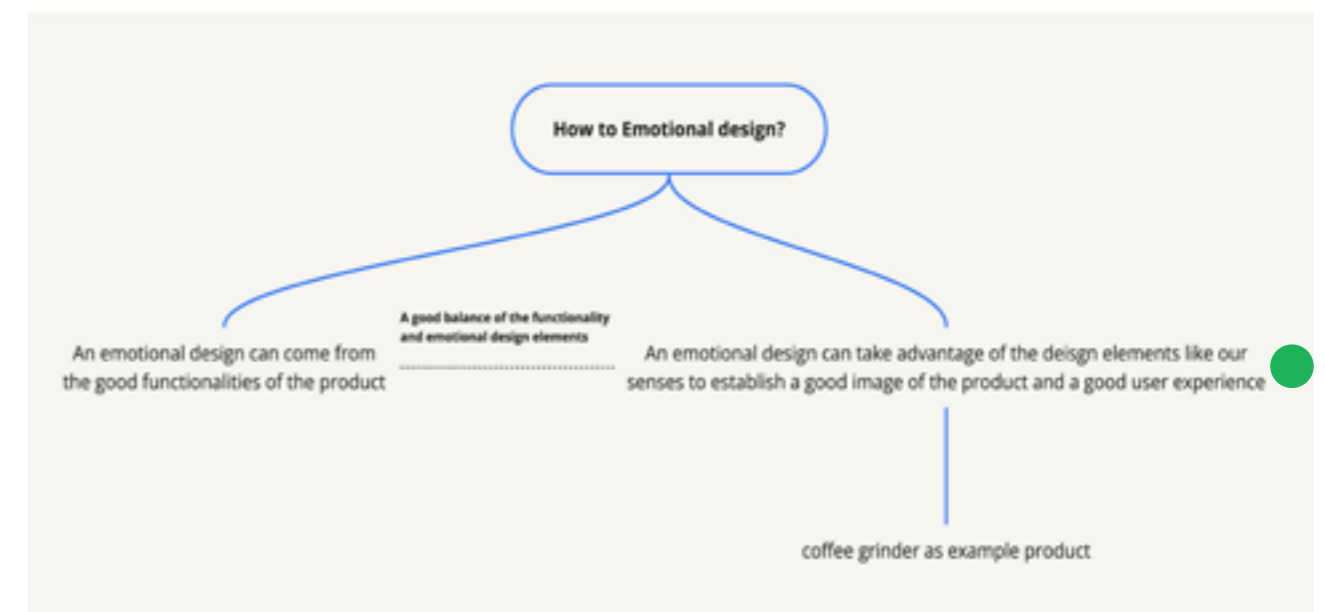 How to Emotional design?
A good balance of the functionality
and emotional design elements
An emotional design can come from
the good functionalities of the product
An emotional design can take advantage of the deisgn elements like our
senses to establish a good image of the product and a good user experience
coffee grinder as example product